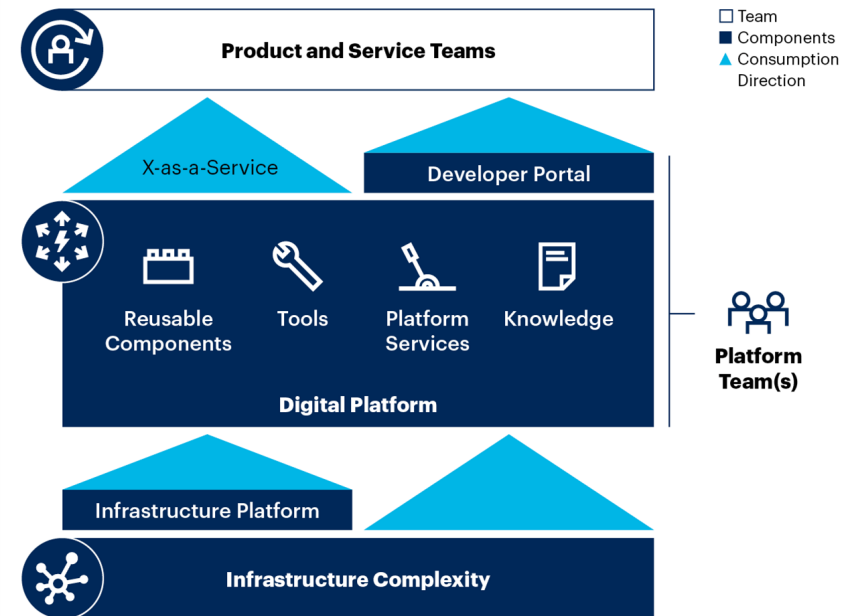 Product and Service Teams
Team
Components
Consumption
Direction
X-as-a-Service
Developer Portal
Reusable
Components
Tools
Platform
Services
Knowledge
Digital Platform
Platform
Team(s)
Infrastructure Platform
Infrastructure Complexity